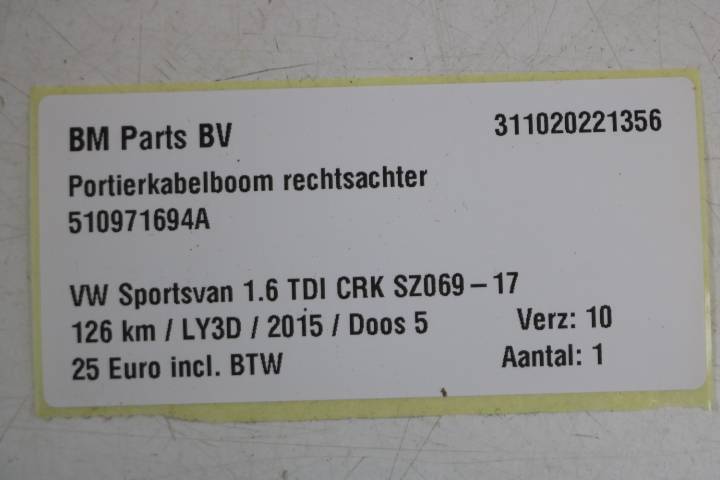 BM Parts BV 311020221356
Portierkabelboom rechtsachter
510971694A
VW Sportsvan 1.6 TDI CRK SZ069 – 17
126 km / LY3D / 2015 / Doos 5 Verz: 10
25 Euro incl. BTW Aantal: 1